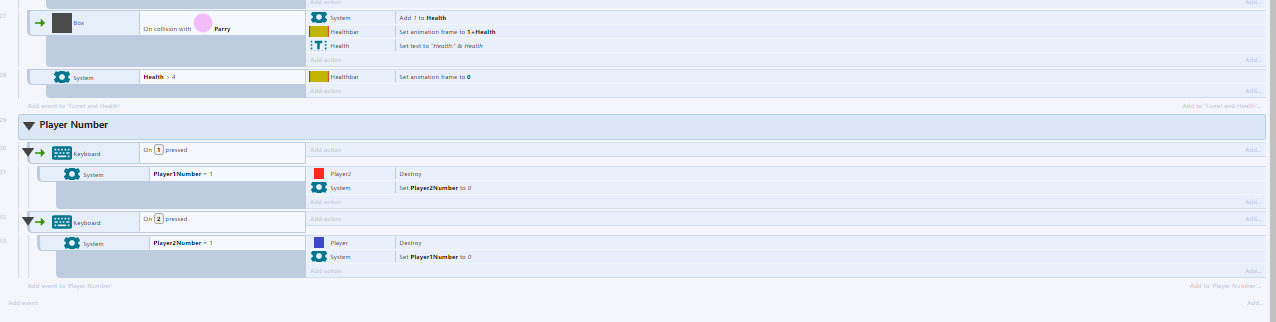 Add action Add...
27 Box On collision with Parry System Add 1 to Health
Healthbar Set animation frame to 1+Health
Health Set text to "Health:" & Health
Add action Add...
28 System Health > 4 Healthbar Set animation frame to 0
Add action Add...
Add event to 'Turret and Health' Add to 'Turret and Health'...
29 Player Number
30 Keyboard On 1 pressed Add action Add...
31 System Player1Number = 1 Player2 Destroy
System Set Player2Number to 0
Add action Add...
32 Keyboard On 2 pressed Add action Add...
33 System Player2Number = 1 Player Destroy
System Set Player1Number to 0
Add action Add...
Add event to 'Player Number' Add to 'Player Number'...
Add event Add...